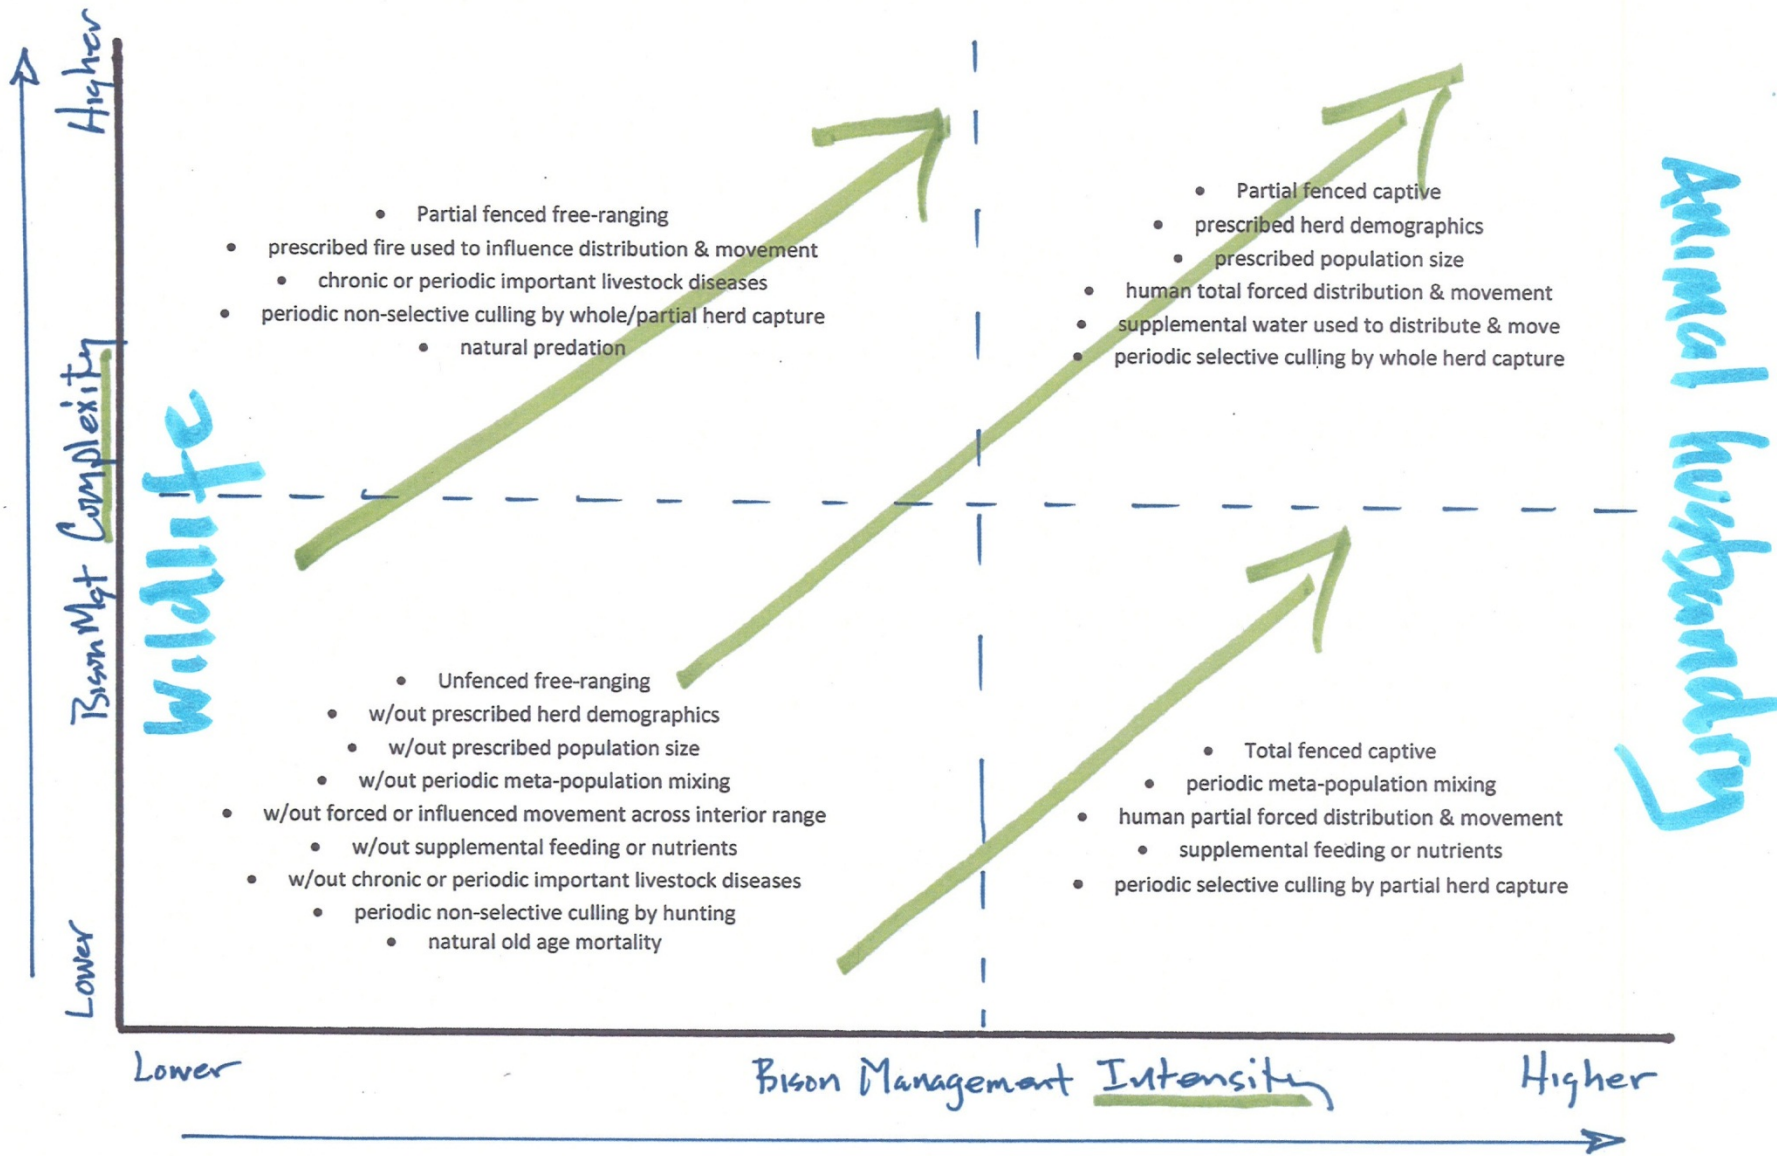 Higher
Bison Mgt Complexity
Lower
Wildlife
• Partial fenced free-ranging
• prescribed fire used to influence distribution & movement
• chronic or periodic important livestock diseases
• periodic non-selective culling by whole/partial herd capture
• natural predation
• Partial fenced captive
• prescribed herd demographics
• prescribed population size
• human total forced distribution & movement
• supplemental water used to distribute & move
• periodic selective culling by whole herd capture
Animal Husbandry
• Unfenced free-ranging
• w/out prescribed herd demographics
• w/out prescribed population size
• w/out periodic meta-population mixing
• w/out forced or influenced movement across interior range
• w/out supplemental feeding or nutrients
• w/out chronic or periodic important livestock diseases
• periodic non-selective culling by hunting
• natural old age mortality
• Total fenced captive
• periodic meta-population mixing
• human partial forced distribution & movement
• supplemental feeding or nutrients
• periodic selective culling by partial herd capture
Lower
Bison Management Intensity
Higher